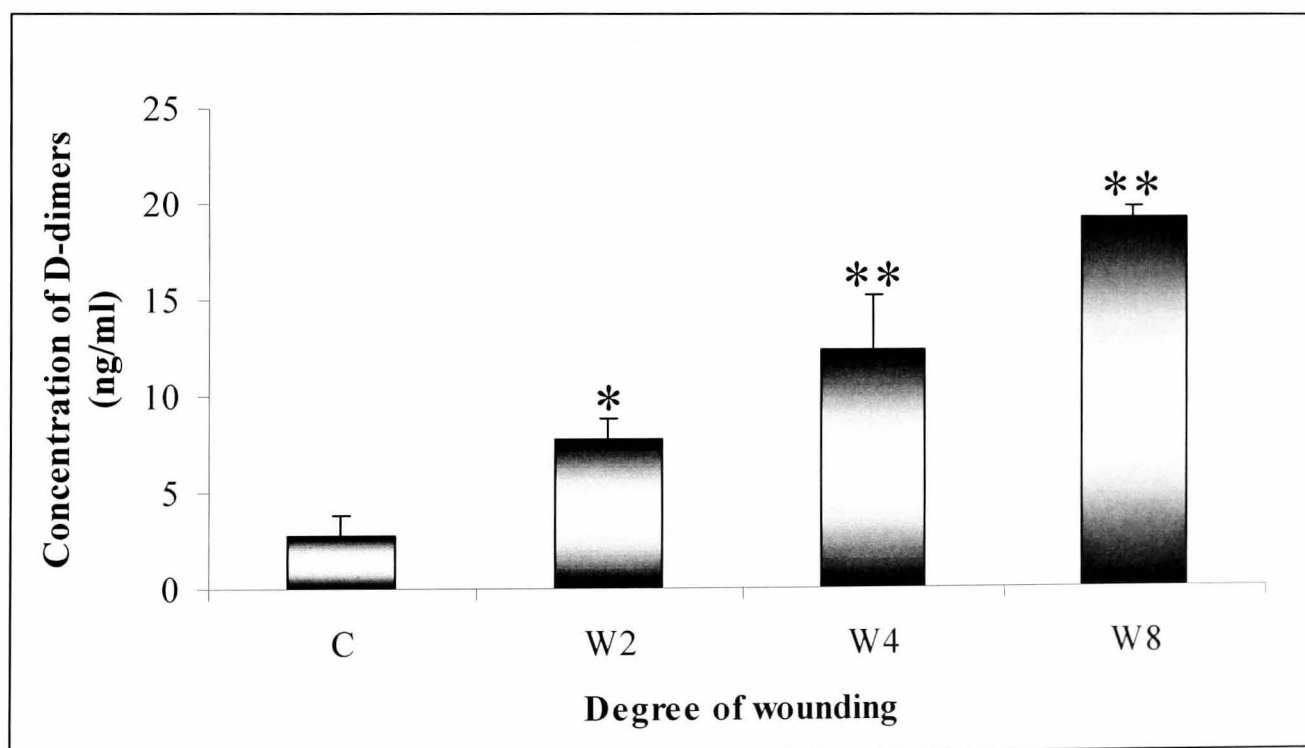 Concentration of D-dimers
(ng/ml)
25
20
15
10
5
0
*
**
**
C W2 W4 W8
Degree of wounding